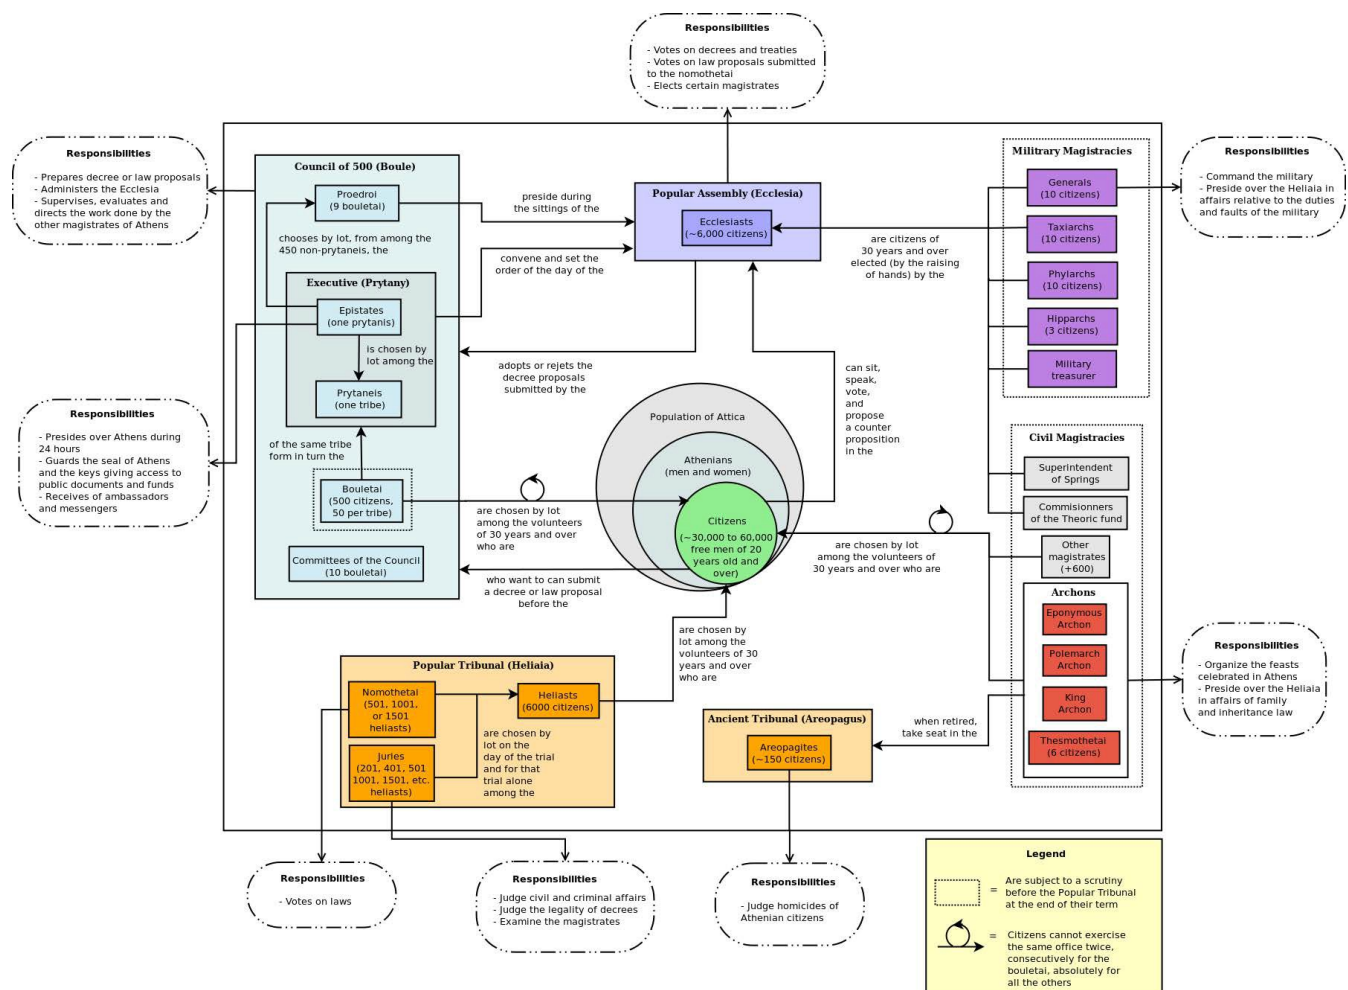 Responsibilities
- Votes on decrees and treaties
- Votes on law proposals submitted
to the nomothetai
- Elects certain magistrates
Responsibilities
- Prepares decree or law proposals
- Administers the Ecclesia
- Supervises, evaluates and
directs the work done by the
other magistrates of Athens
Council of 500 (Boule)
Proedroi
(9 bouletai)
chooses by lot, from among the
450 non-prytaneis, the
Executive (Prytany)
Epistates
(one prytanis)
is chosen by
lot among the
Prytaneis
(one tribe)
of the same tribe
form in turn the
Bouletai
(500 citizens,
50 per tribe)
Committees of the Council
(10 bouletai)
preside during
the sittings of the
convene and set the
order of the day of the
Popular Assembly (Ecclesia)
Ecclesiasts
(~6,000 citizens)
adopts or rejets the
decree proposals
submitted by the
are citizens of
30 years and over
elected (by the raising
of hands) by the
Military Magistracies
Generals
(10 citizens)
Taxiarchs
(10 citizens)
Phylarchs
(10 citizens)
Hipparchs
(3 citizens)
Military
treasurer
Responsibilities
- Command the military
- Preside over the Heliaia in
affairs relative to the duties
and faults of the military
Responsibilities
- Presides over Athens during
24 hours
- Guards the seal of Athens
and the keys giving access to
public documents and funds
- Receives of ambassadors
and messengers
can sit,
speak,
vote,
and
propose
a counter
proposition
in the
Population of Attica
Athenians
(men and women)
Citizens
(~30,000 to 60,000
free men of 20
years old and
over)
are chosen by lot
among the volunteers
of 30 years and over
who are
who want to can submit
a decree or law proposal
before the
are chosen by lot
among the volunteers of
30 years and over who are
Civil Magistracies
Superintendent
of Springs
Commisionners
of the Theoric fund
Other
magistrates
(+600)
Archons
Eponymous
Archon
Polemarch
Archon
King
Archon
Thesmothetai
(6 citizens)
Responsibilities
- Organize the feasts
celebrated in Athens
- Preside over the Heliaia
in affairs of family
and inheritance law
are chosen by
lot among the
volunteers of 30
years and over
who are
Popular Tribunal (Heliaia)
Nomothetai
(501, 1001,
or 1501
heliasts)
Heliasts
(6000 citizens)
Juries
(201, 401, 501
1001, 1501, etc.
heliasts)
are chosen by
lot on the
day of the trial
and for that
trial alone
among the
Ancient Tribunal (Areopagus)
Areopagites
(~150 citizens)
when retired,
take seat in the
Responsibilities
- Votes on laws
Responsibilities
- Judge civil and criminal affairs
- Judge the legality of decrees
- Examine the magistrates
Responsibilities
- Judge homicides of
Athenian citizens
Legend
= Are subject to a scrutiny
before the Popular Tribunal
at the end of their term
= Citizens cannot exercise
the same office twice,
consecutively for the
bouletai, absolutely for
all the others